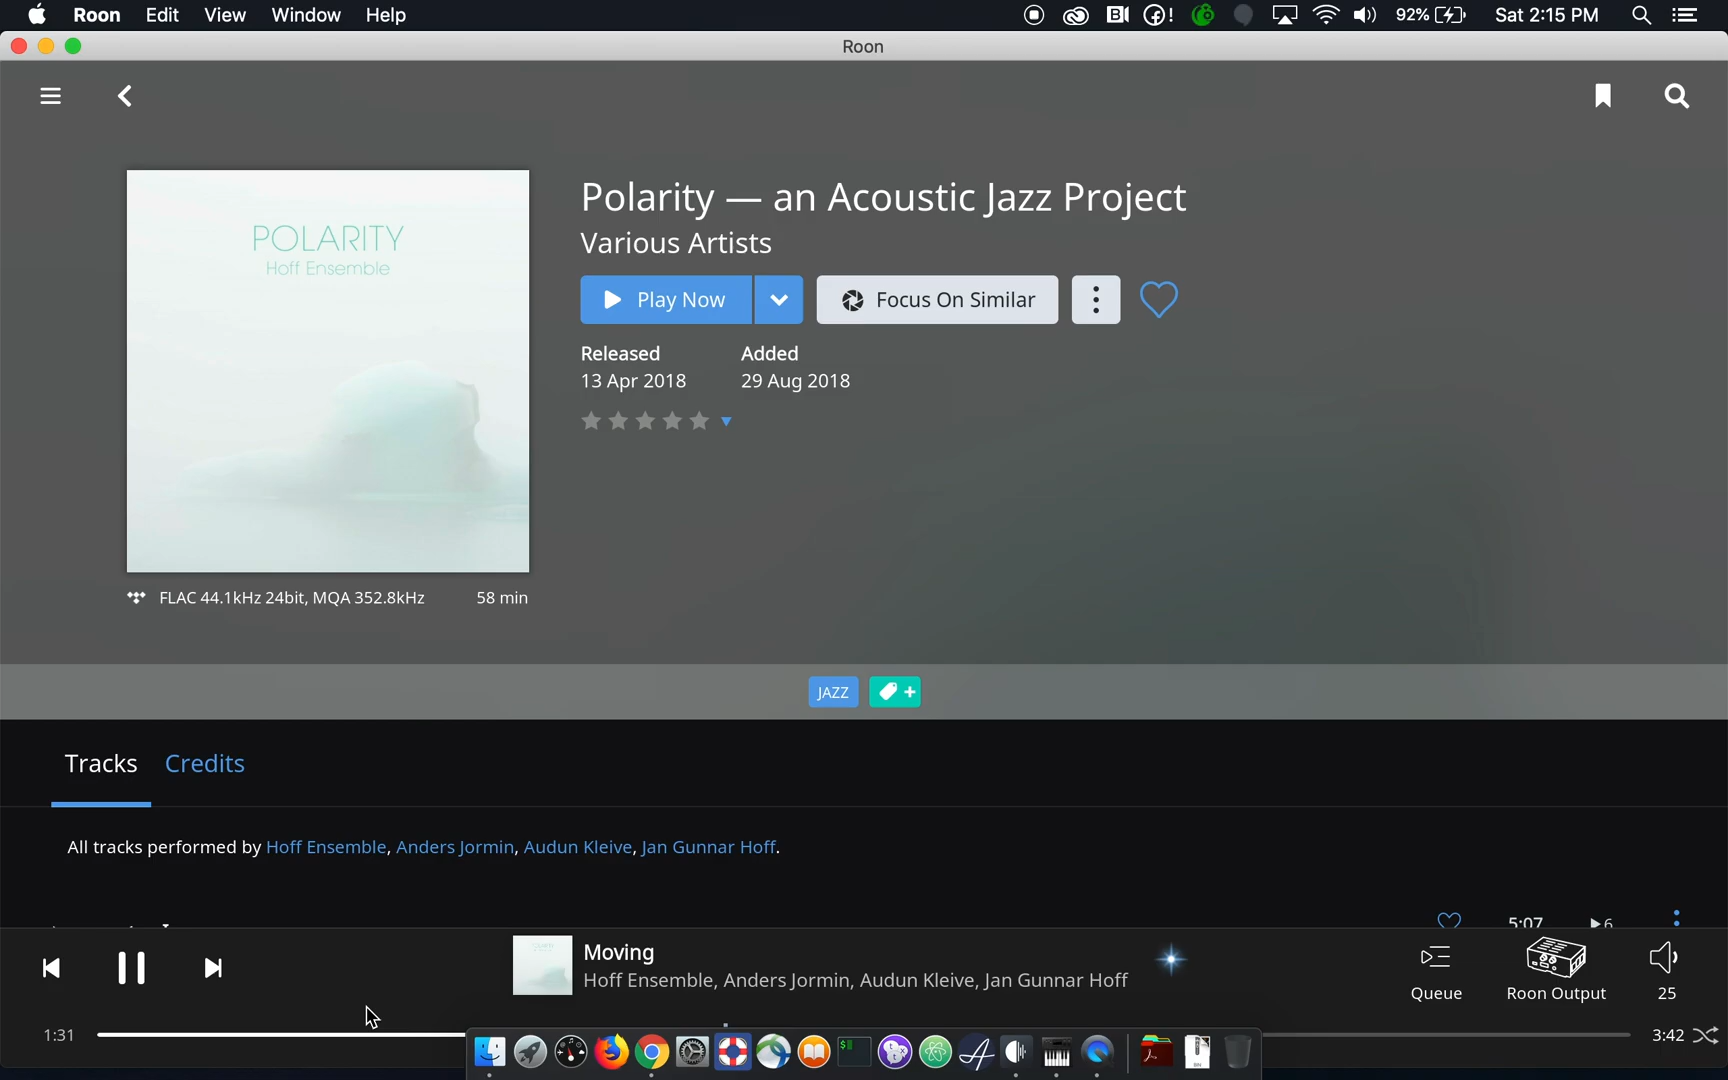 Roon Edit View Window Help 92% Sat 2:15 PM
Roon
POLARITY
Hoff Ensemble
Polarity — an Acoustic Jazz Project
Various Artists
Play Now Focus On Similar
Released Added
13 Apr 2018 29 Aug 2018
FLAC 44.1kHz 24bit, MQA 352.8kHz 58 min
JAZZ +
Tracks Credits
All tracks performed by Hoff Ensemble, Anders Jormin, Audun Kleive, Jan Gunnar Hoff.
5:07 6
Moving
Hoff Ensemble, Anders Jormin, Audun Kleive, Jan Gunnar Hoff
Queue Roon Output 25
1:31 3:42